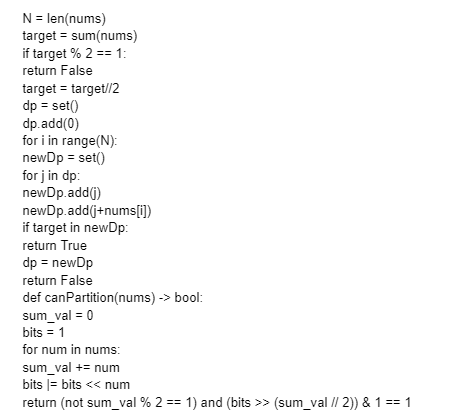 N = len(nums)
target = sum(nums)
if target % 2 == 1:
return False
target = target//2
dp = set()
dp.add(0)
for i in range(N):
newDp = set()
for j in dp:
newDp.add(j)
newDp.add(j+nums[i])
if target in newDp:
return True
dp = newDp
return False
def canPartition(nums) -> bool:
sum_val = 0
bits = 1
for num in nums:
sum_val += num
bits |= bits << num
return (not sum_val % 2 == 1) and (bits >> (sum_val // 2)) & 1 == 1